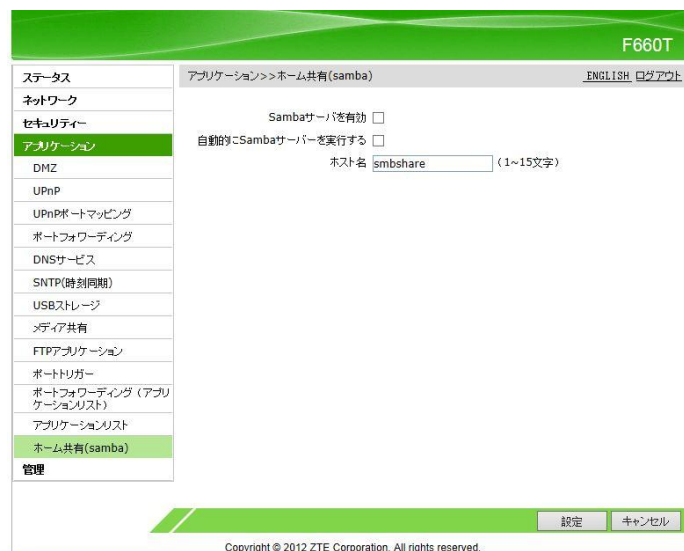 F660T
アプリケーション>>ホーム共有(samba)
ENGLISH ログアウト
ステータス
ネットワーク
セキュリティー
アプリケーション
DMZ
UPnP
UPnPポートマッピング
ポートフォワーディング
DNSサービス
SNTP(時刻同期)
USBストレージ
メディア共有
FTPアプリケーション
ポートトリガー
ポートフォワーディング（アプリ
ケーションリスト）
アプリケーションリスト
ホーム共有(samba)
管理
Sambaサーバを有効
自動的にSambaサーバーを実行する
ホスト名 smbshare (1~15文字)
設定 キャンセル
Copyright © 2012 ZTE Corporation. All rights reserved.